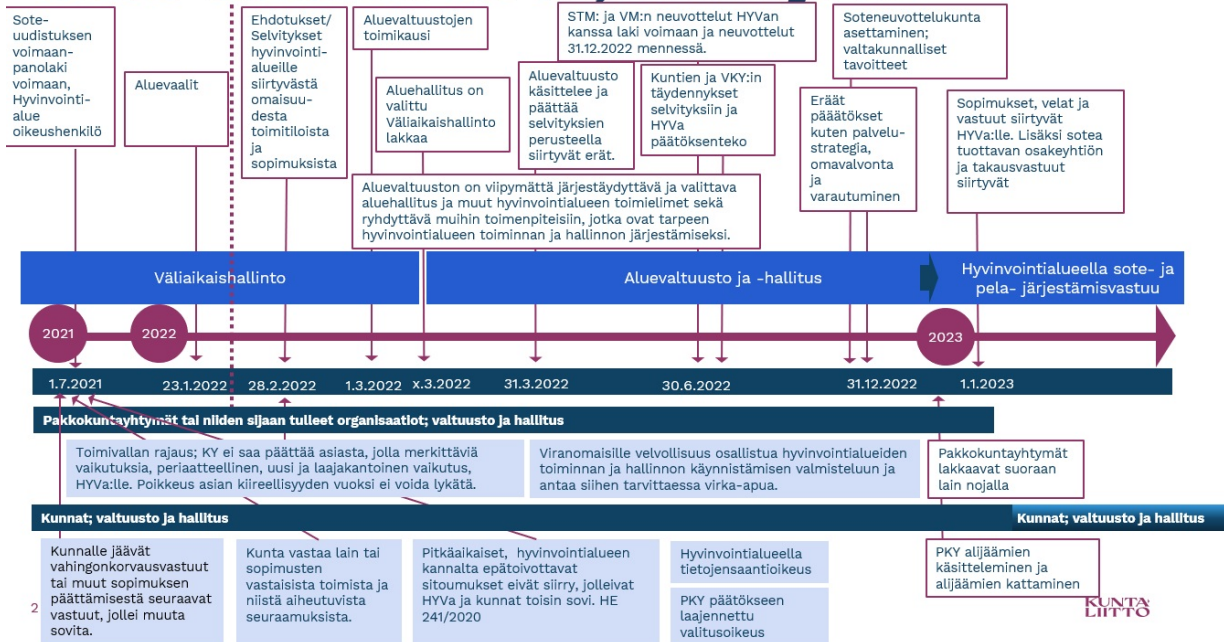 Sote-
uudistuksen
voimaan-
panolaki
voimaan,
Hyvinvointi-
alue
oikeushenkilö
Aluevaalit
Ehdotukset/
Selvitykset
hyvinvointi-
alueille
siirtyvästä
omaisuu-
desta
toimitiloista
ja
sopimuksista
Aluevaltuustojen
toimikausi
Aluehallitus on
valittu
Väliaikaishallinto
lakkaa
STM: ja VM:n neuvottelut HYVan
kanssa laki voimaan ja neuvottelut
31.12.2022 mennessä.
Aluevaltuusto
käsittelee ja
päättää
selvityksien
perusteella
siirtyvät erät.
Kuntien ja VKY:in
täydennykset
selvityksiin ja
HYVa
päätöksenteko
Soteneuvottelukunta
asettaminen;
valtakunnalliset
tavoitteet
Eräät
pääätökset
kuten palvelu-
strategia,
omavalvonta
ja
varautuminen
Sopimukset, velat ja
vastuut siirtyvät
HYVa:lle. Lisäksi sotea
tuottavan osakeyhtiön
ja takausvastuut
siirtyvät
Aluevaltuuston on viipymättä järjestäydyttävä ja valittava
aluehallitus ja muut hyvinvointialueen toimielimet sekä
ryhdyttävä muihin toimenpiteisiin, jotka ovat tarpeen
hyvinvointialueen toiminnan ja hallinnon järjestämiseksi.
Väliaikaishallinto
Aluevaltuusto ja -hallitus
Hyvinvointialueella sote- ja
pela- järjestämisvastuu
2021
2022
2023
1.7.2021
23.1.2022
28.2.2022
1.3.2022
x.3.2022
31.3.2022
30.6.2022
31.12.2022
1.1.2023
Pakkokuntayhtymät tai niiden sijaan tulleet organisaatiot; valtuusto ja hallitus
Toimivallan rajaus; KY ei saa päättää asiasta, jolla merkittäviä
vaikutuksia, periaatteellinen, uusi ja laajakantoinen vaikutus,
HYVa:lle. Poikkeus asian kiireellisyyden vuoksi ei voida lykätä.
Viranomaisille velvollisuus osallistua hyvinvointialueiden
toiminnan ja hallinnon käynnistämisen valmisteluun ja
antaa siihen tarvittaessa virka-apua.
Pakkokuntayhtymät
lakkaavat suoraan
lain nojalla
Kunnat; valtuusto ja hallitus
Kunnat; valtuusto ja hallitus
Kunnalle jäävät
vahingonkorvausvastuut
tai muut sopimuksen
päättämisestä seuraavat
vastuut, jollei muuta
sovita.
Kunta vastaa lain tai
sopimusten
vastaisista toimista ja
niistä aiheutuvista
seuraamuksista.
Pitkäaikaiset, hyvinvointialueen
kannalta epätoivottavat
sitoumukset eivät siirry, jolleivat
HYVa ja kunnat toisin sovi. HE
241/2020
Hyvinvointialueella
tietojensaantioikeus
PKY päätökseen
laajennettu
valitusoikeus
PKY alijäämien
käsitteleminen ja
alijäämien kattaminen
2
KUNTA
LIITTO